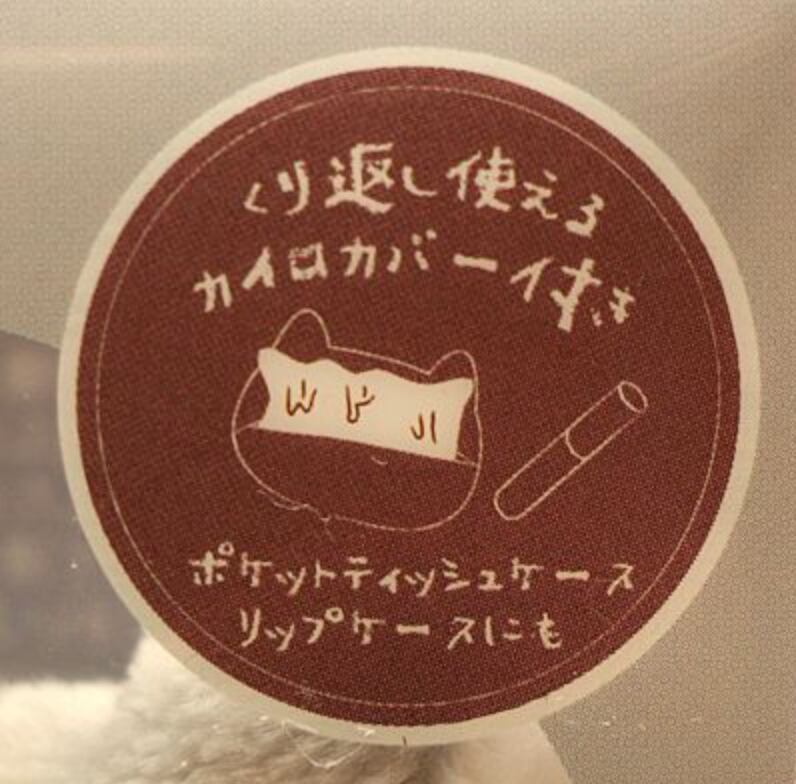 くり返し使える
カイロカバー付き
ポケットティッシュケース
リップケースにも